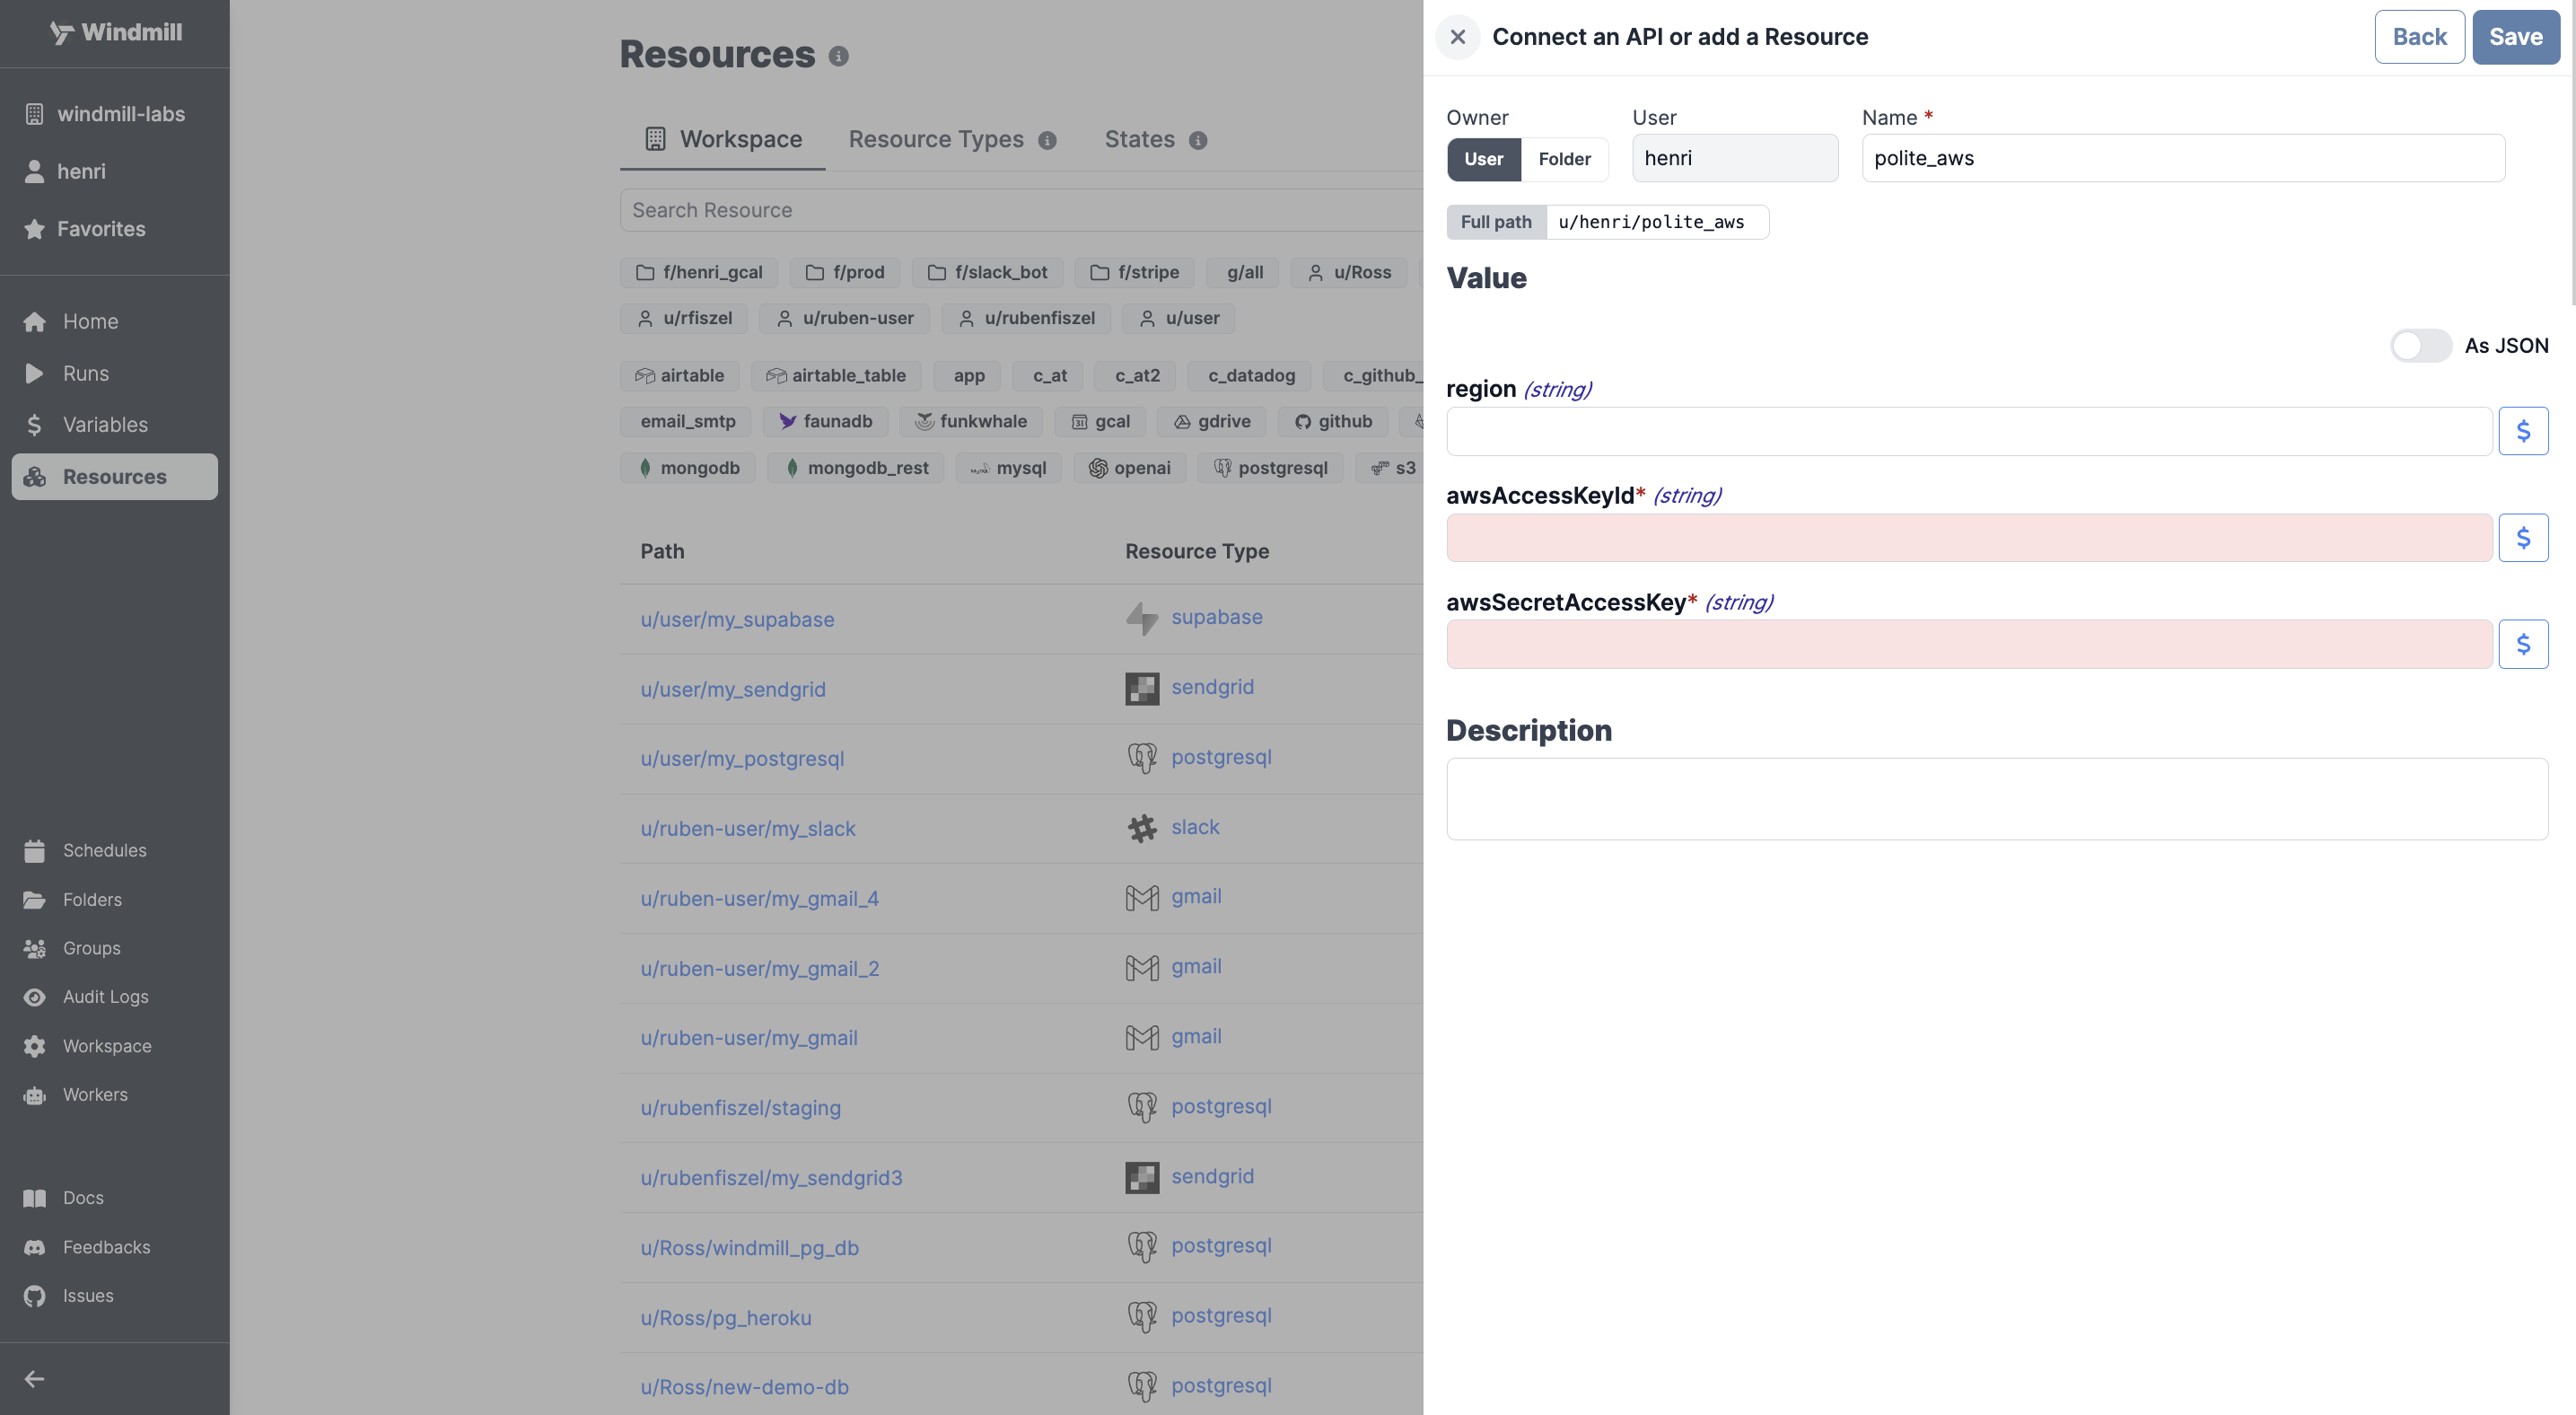 Windmill
windmill-labs
henri
Favorites
Home
Runs
Variables
Resources
Schedules
Folders
Groups
Audit Logs
Workspace
Workers
Docs
Feedbacks
Issues
Resources
Workspace Resource Types States
Search Resource
f/henri_gcal f/prod f/slack_bot f/stripe g/all u/Ross
u/rfiszel u/ruben-user u/rubenfiszel u/user
airtable airtable_table app c_at c_at2 c_datadog c_github_
email_smtp faunadb funkwhale gcal gdrive github
mongodb mongodb_rest mysql openai postgresql s3
Path Resource Type
u/user/my_supabase supabase
u/user/my_sendgrid sendgrid
u/user/my_postgresql postgresql
u/ruben-user/my_slack slack
u/ruben-user/my_gmail_4 gmail
u/ruben-user/my_gmail_2 gmail
u/ruben-user/my_gmail gmail
u/rubenfiszel/staging postgresql
u/rubenfiszel/my_sendgrid3 sendgrid
u/Ross/windmill_pg_db postgresql
u/Ross/pg_heroku postgresql
u/Ross/new-demo-db postgresql
Connect an API or add a Resource Back Save
Owner User Name *
User Folder henri polite_aws
Full path u/henri/polite_aws
Value
As JSON
region (string)
$
awsAccessKeyId* (string)
$
awsSecretAccessKey* (string)
$
Description